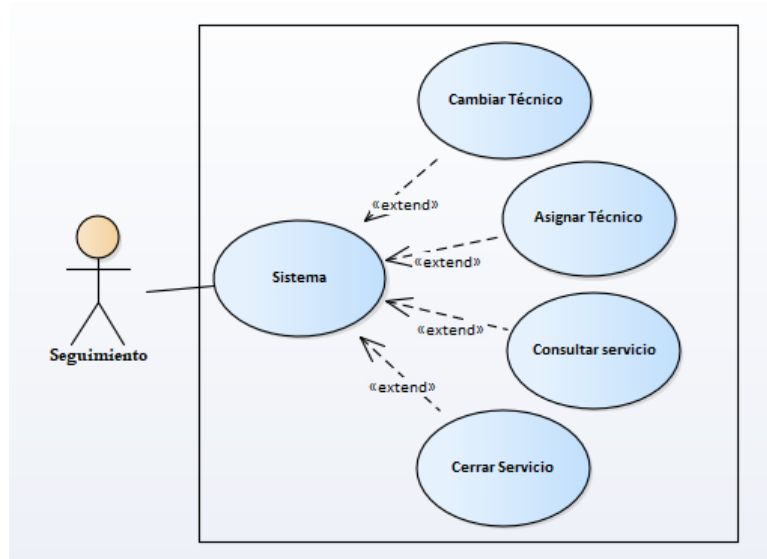 Cambiar Técnico
«extend»
Asignar Técnico
«extend»
Sistema
«extend»
Consultar servicio
Seguimiento
«extend»
Cerrar Servicio